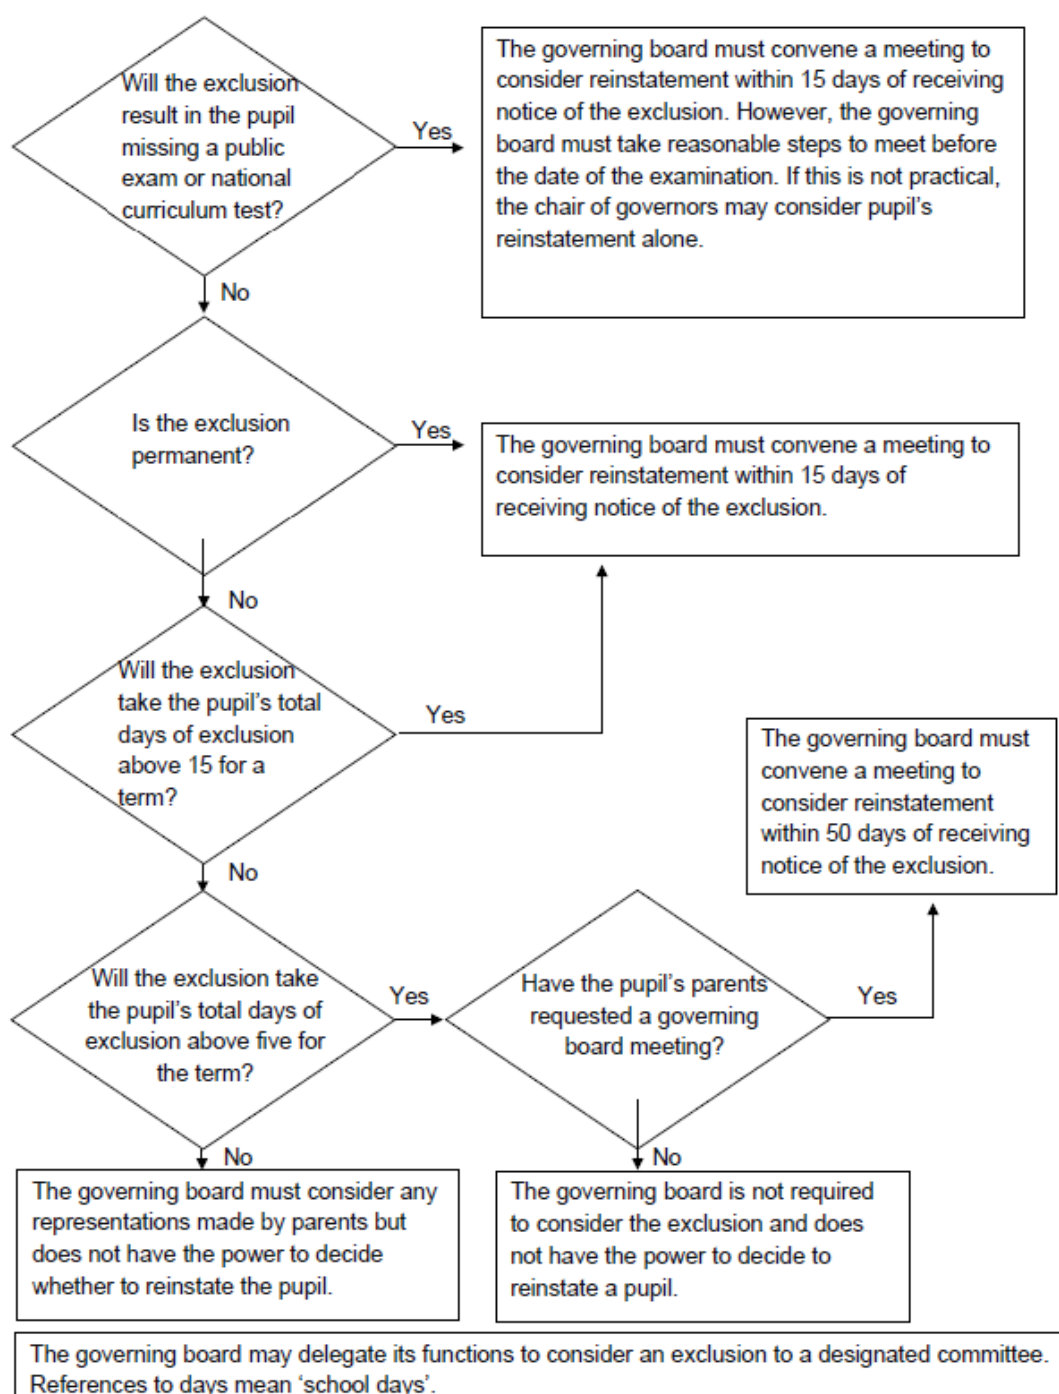 Will the exclusion
result in the pupil
missing a public
exam or national
curriculum test?
Yes
The governing board must convene a meeting to
consider reinstatement within 15 days of receiving
notice of the exclusion. However, the governing
board must take reasonable steps to meet before
the date of the examination. If this is not practical,
the chair of governors may consider pupil's
reinstatement alone.
No
Is the exclusion
permanent?
Yes
The governing board must convene a meeting to
consider reinstatement within 15 days of
receiving notice of the exclusion.
No
Will the exclusion
take the pupil's total
days of exclusion
above 15 for a
term?
Yes
The governing board must
convene a meeting to
consider reinstatement
within 50 days of receiving
notice of the exclusion.
No
Will the exclusion take
the pupil's total days of
exclusion above five for
the term?
Yes
Have the pupil's parents
requested a governing
board meeting?
Yes
No
The governing board must consider any
representations made by parents but
does not have the power to decide
whether to reinstate the pupil.
No
The governing board is not required
to consider the exclusion and does
not have the power to decide to
reinstate a pupil.
The governing board may delegate its functions to consider an exclusion to a designated committee.
References to days mean 'school days'.